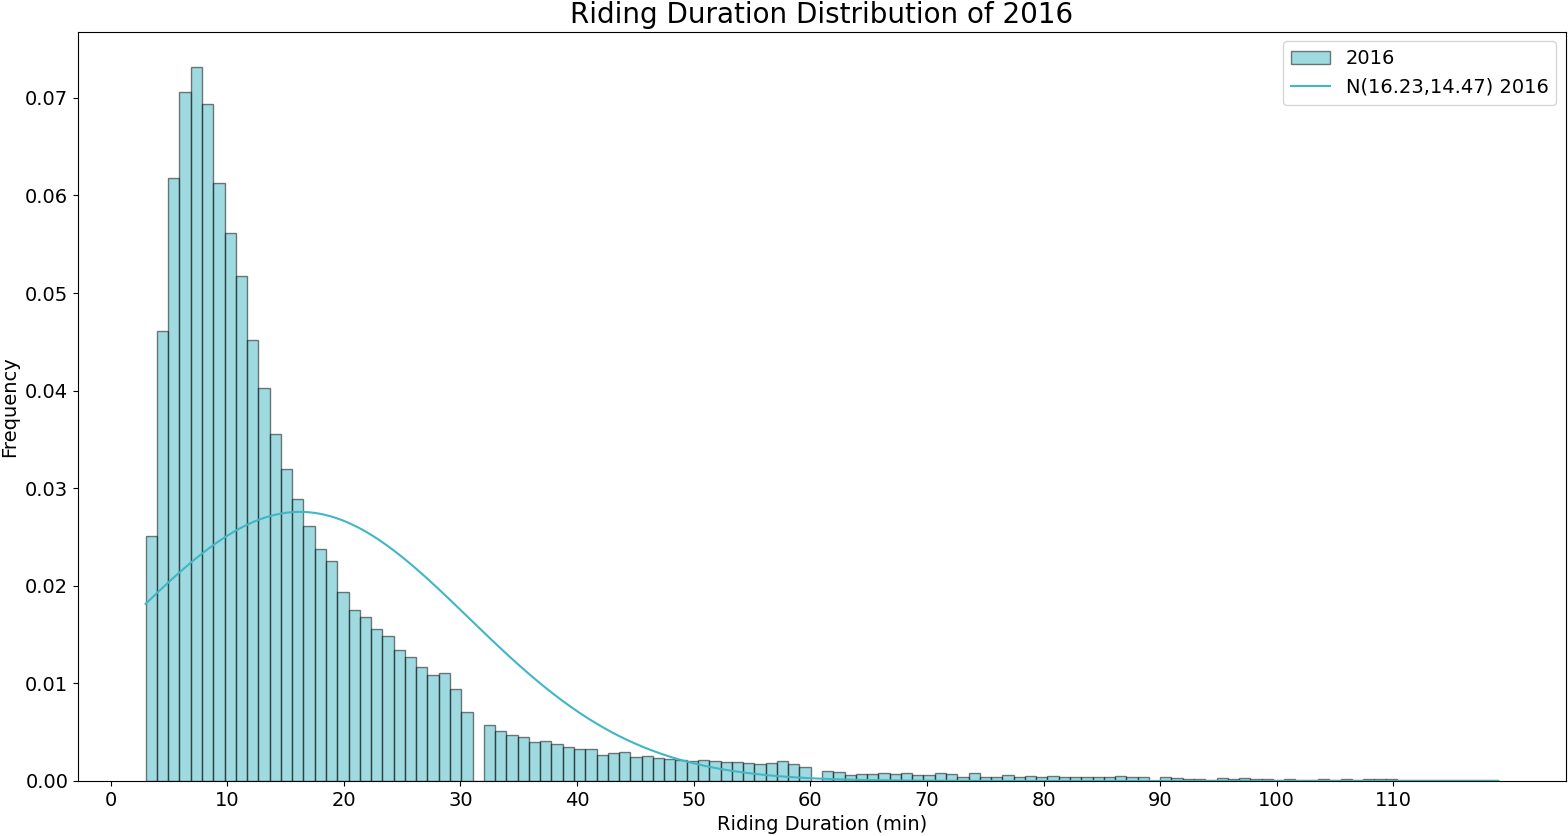 Riding Duration Distribution of 2016
2016
N(16.23,14.47) 2016
Frequency
0.07
0.06
0.05
0.04
0.03
0.02
0.01
0.00
0 10 20 30 40 50 60 70 80 90 100 110
Riding Duration (min)